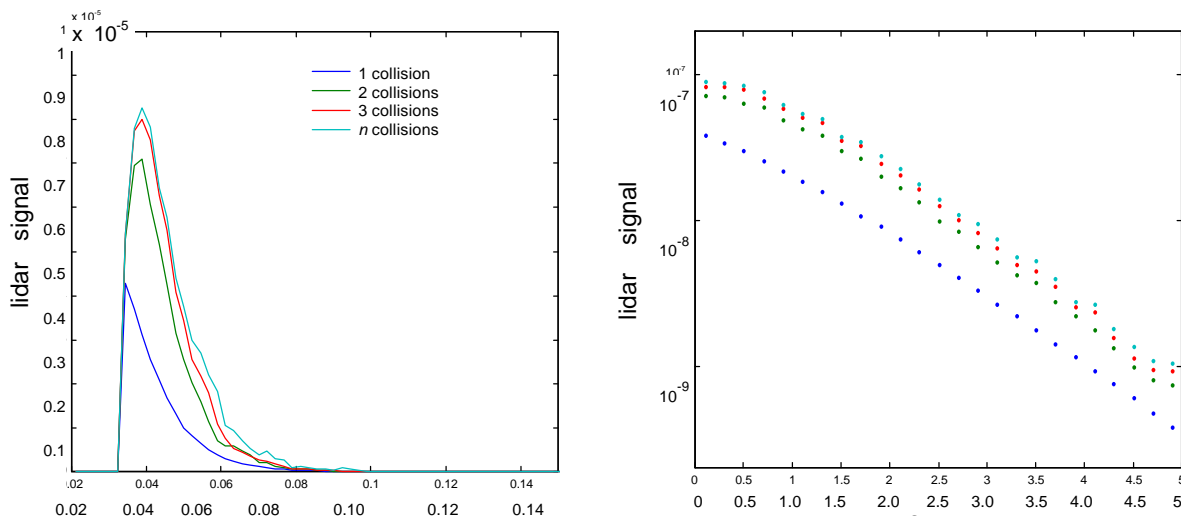 x 10-5
1 x 10-5
0.9
0.8
0.7
0.6
0.5
0.4
0.3
0.2
0.1
lidar signal
1 collision
2 collisions
3 collisions
n collisions
.02 0.04 0.06 0.08 0.1 0.12 0.14
0.02 0.04 0.06 0.08 0.10 0.12 0.14
10-7
10-7
10-8
10-9
lidar signal
0 0.5 1 1.5 2 2.5 3 3.5 4 4.5 5
0 0.5 1.0 1.5 2.0 2.5 3.0 3.5 4.0 4.5 5